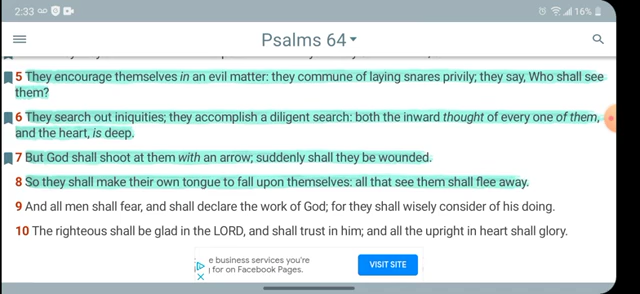 2:33
16%
Psalms 64
5 They encourage themselves in an evil matter: they commune of laying snares privily; they say, Who shall see
them?
6 They search out iniquities; they accomplish a diligent search: both the inward thought of every one of them,
and the heart, is deep.
7 But God shall shoot at them with an arrow; suddenly shall they be wounded.
8 So they shall make their own tongue to fall upon themselves: all that see them shall flee away.
9 And all men shall fear, and shall declare the work of God; for they shall wisely consider of his doing.
10 The righteous shall be glad in the LORD, and shall trust in him; and all the upright in heart shall glory.
e business services you're
for on Facebook Pages.
VISIT SITE